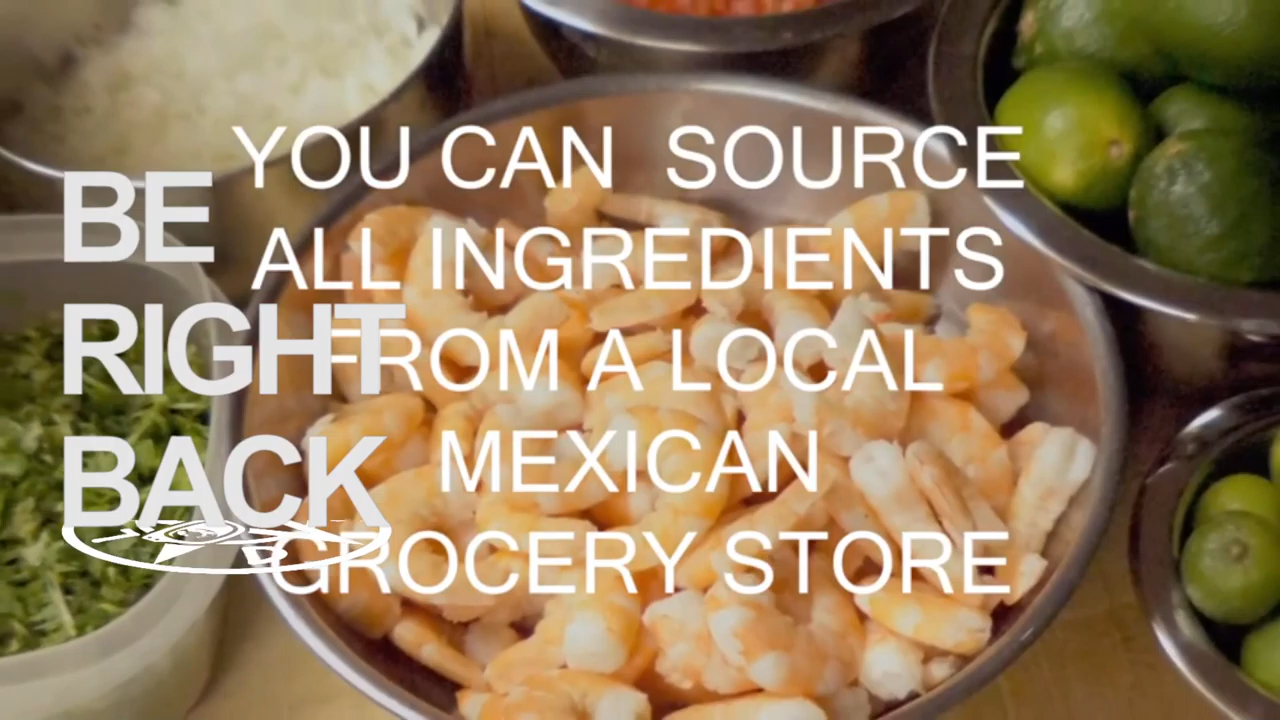 YOU CAN SOURCE
ALL INGREDIENTS
FROM A LOCAL
MEXICAN
GROCERY STORE
BE
RIGHT
BACK